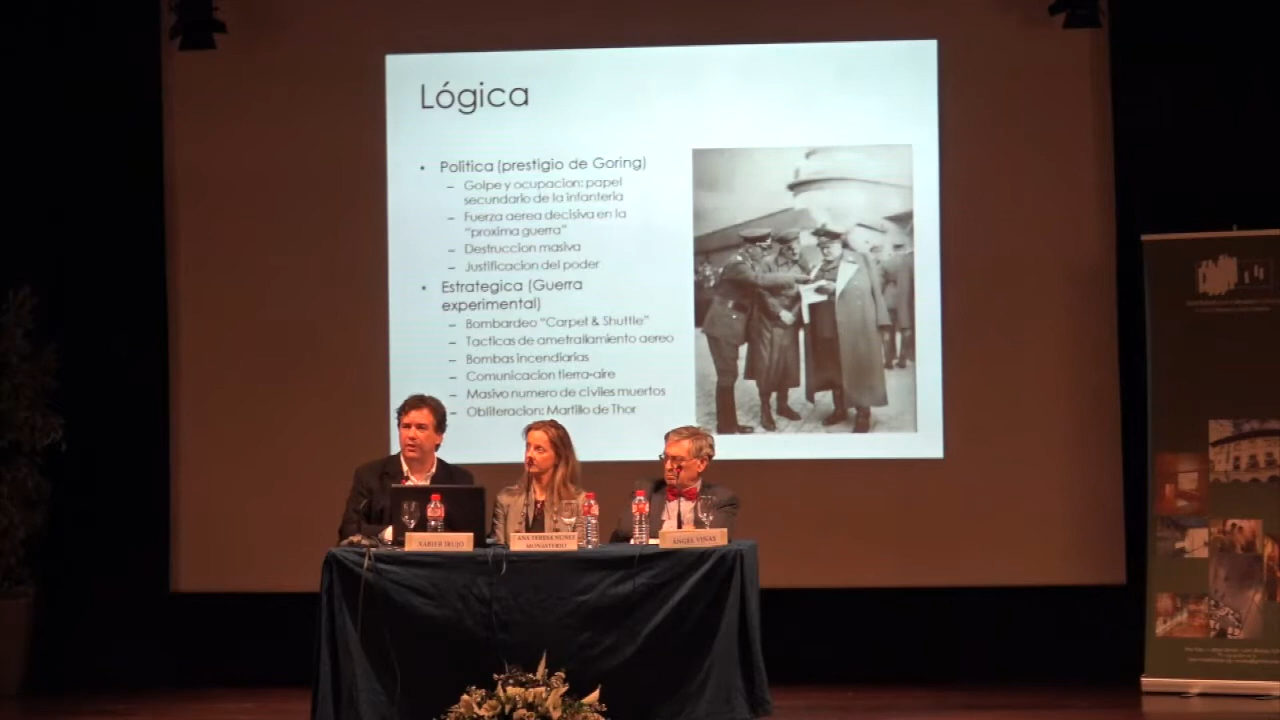 Lógica
• Politica (prestigio de Goring)
– Golpe y ocupacion: papel
secundario de la infanteria
– Fuerza aerea decisiva en la
“proxima guerra”
– Destruccion masiva
– Justificacion del poder
• Estrategica (Guerra
experimental)
– Bombardeo “Carpet & Shuttle”
– Tacticas de ametrallamiento aereo
– Bombas incendiarias
– Comunicacion tierra-aire
– Masivo numero de civiles muertos
– Obliteracion: Martillo de Thor
XABIER IRUJO
ANA TERESA NÚÑEZ
MONASTERIO
ÁNGEL VIÑAS